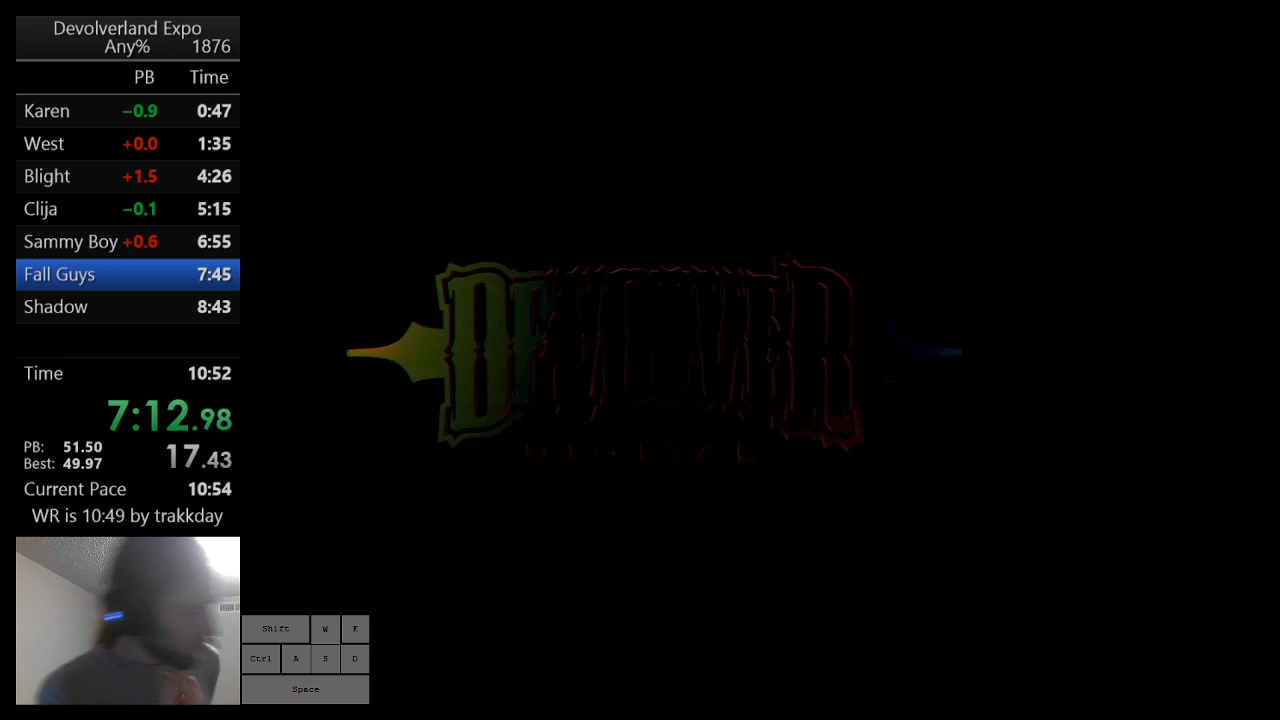 Devolverland Expo
Any% 1876
PB Time
Karen −0.9 0:47
West +0.0 1:35
Blight +1.5 4:26
Clija −0.1 5:15
Sammy Boy +0.6 6:55
Fall Guys 7:45
Shadow 8:43
Time 10:52
7:12.98
PB: 51.50
Best: 49.97
17.43
Current Pace 10:54
WR is 10:49 by trakkday
DEVOLVER
DIGITAL
Shift W E
Ctrl A S D
Space